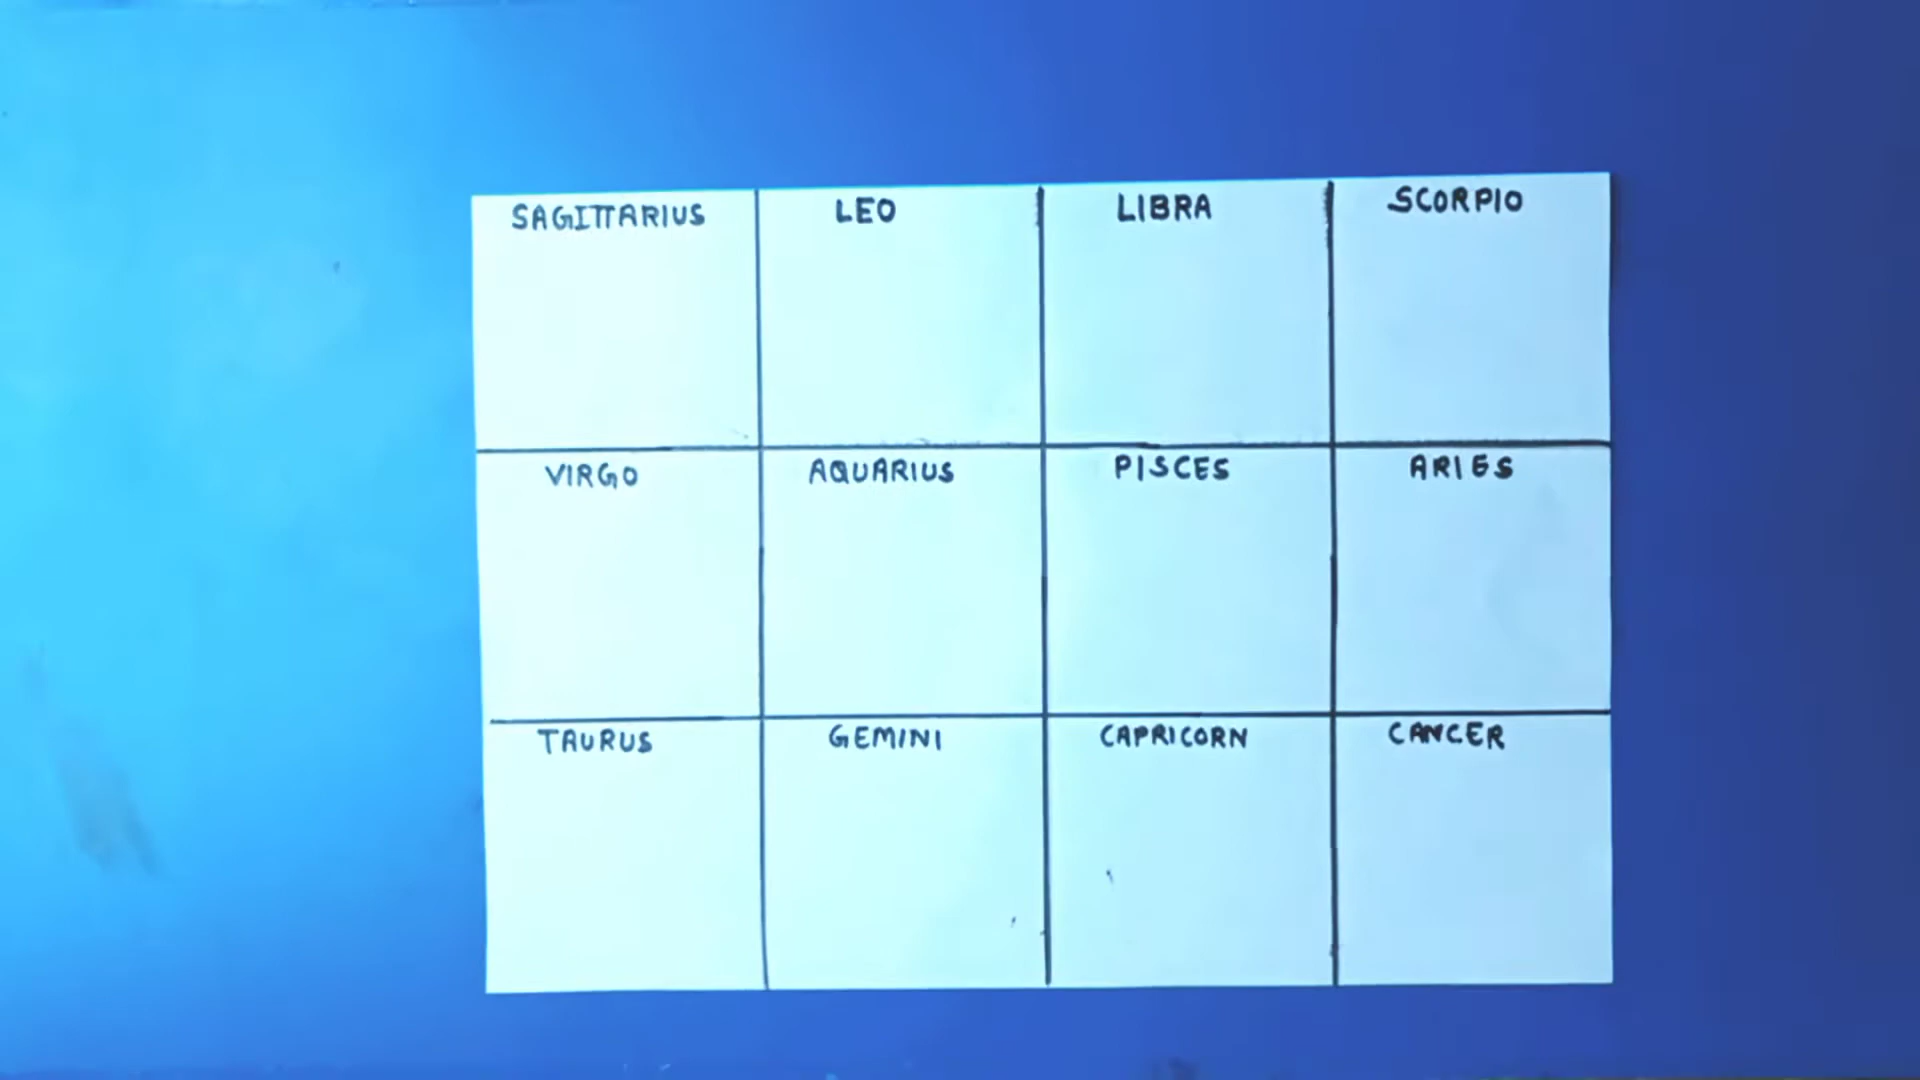 SAGITTARIUS LEO LIBRA SCORPIO
VIRGO AQUARIUS PISCES ARIES
TAURUS GEMINI CAPRICORN CANCER